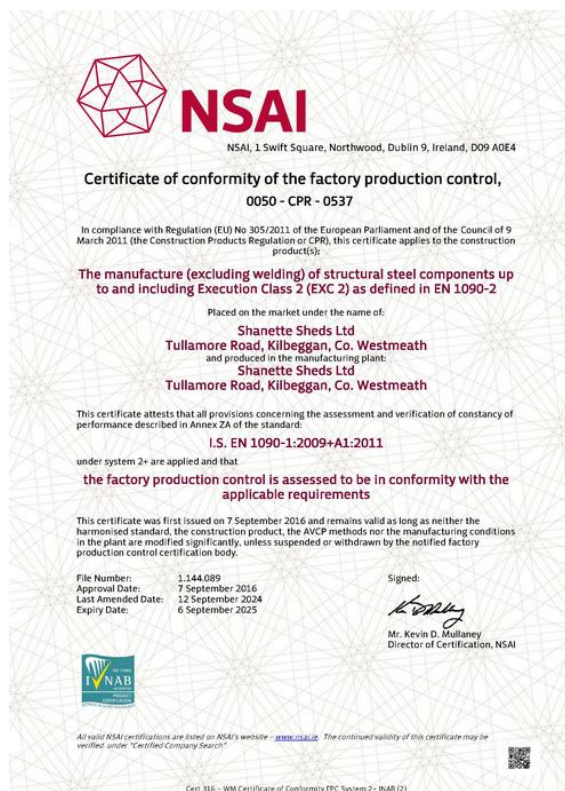 NSAI
NSAI, 1 Swift Square, Northwood, Dublin 9, Ireland, D09 A0E4
Certificate of conformity of the factory production control,
0050 - CPR - 0537
In compliance with Regulation (EU) No 305/2011 of the European Parliament and of the Council of 9
March 2011 (the Construction Products Regulation or CPR), this certificate applies to the construction
product(s):
The manufacture (excluding welding) of structural steel components up
to and including Execution Class 2 (EXC 2) as defined in EN 1090-2
Placed on the market under the name of:
Shanette Sheds Ltd
Tullamore Road, Kilbeggan, Co. Westmeath
and produced in the manufacturing plant:
Shanette Sheds Ltd
Tullamore Road, Kilbeggan, Co. Westmeath
This certificate attests that all provisions concerning the assessment and verification of constancy of
performance described in Annex ZA of the standard:
I.S. EN 1090-1:2009+A1:2011
under system 2+ are applied and that
the factory production control is assessed to be in conformity with the
applicable requirements
This certificate was first issued on 7 September 2016 and remains valid as long as neither the
harmonised standard, the construction product, the AVCP methods nor the manufacturing conditions
in the plant are modified significantly, unless suspended or withdrawn by the notified factory
production control certification body.
File Number: 1.144.089
Approval Date: 7 September 2016
Last Amended Date: 12 September 2024
Expiry Date: 6 September 2025
Signed:
Mr. Kevin D. Mullaney
Director of Certification, NSAI
INAB
PRODUCT
CERTIFICATION
All valid NSAI certifications are listed on NSAI's website – www.nsai.ie. The continued validity of this certificate may be
verified under "Certified Company Search"
Cert 316 – WM Certificate of Conformity FPC System 2+ INAB (2)